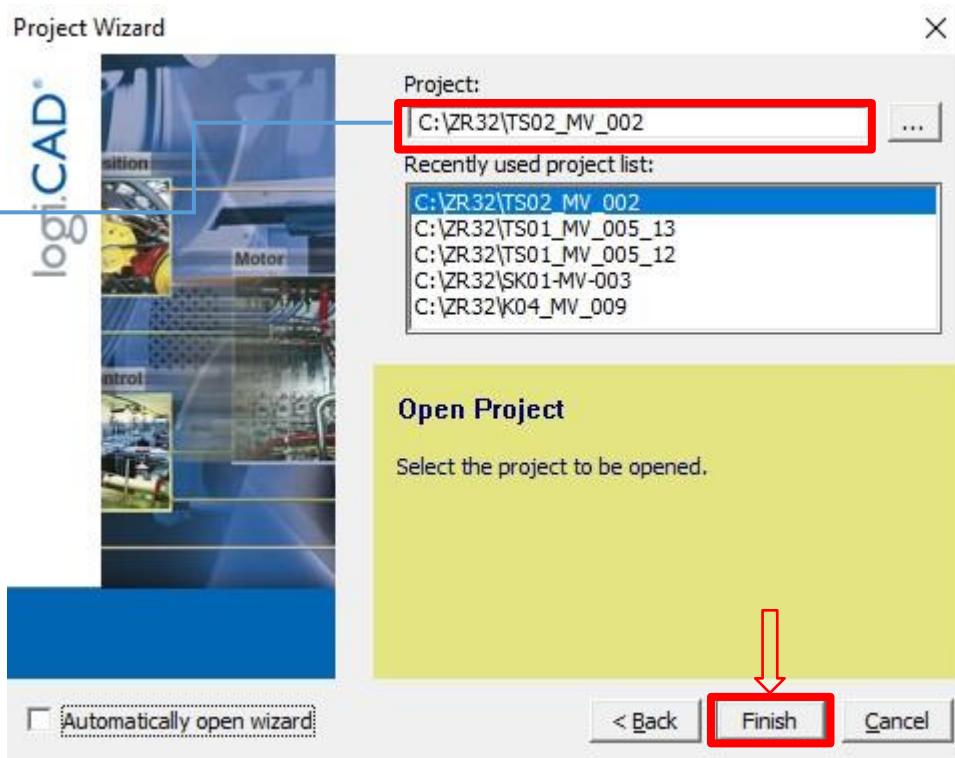 Project Wizard
logi.CAD®
Project:
C:\ZR32\TS02_MV_002
...
Recently used project list:
C:\ZR32\TS02_MV_002
C:\ZR32\TS01_MV_005_13
C:\ZR32\TS01_MV_005_12
C:\ZR32\SK01-MV-003
C:\ZR32\K04_MV_009
sition
Motor
ntrol
Open Project
Select the project to be opened.
Automatically open wizard
< Back
Finish
Cancel